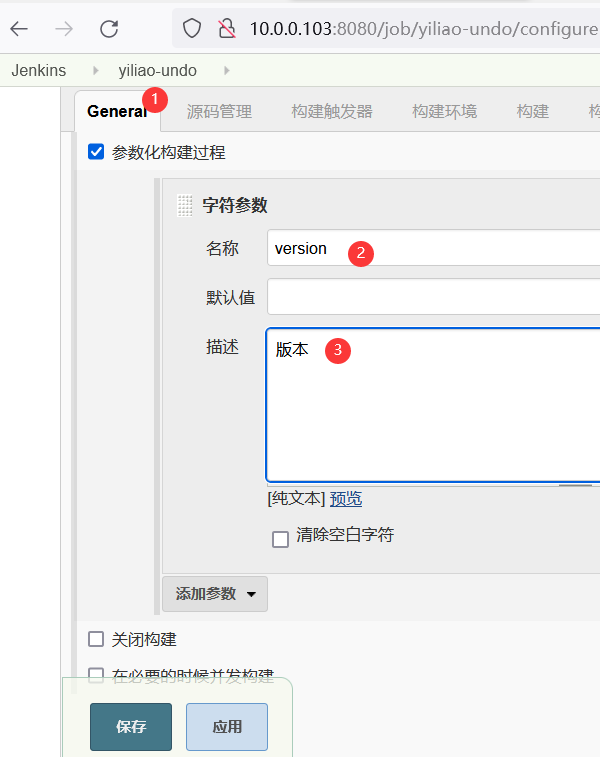 10.0.0.103:8080/job/yiliao-undo/configure
Jenkins yiliao-undo
General 1 源码管理 构建触发器 构建环境 构建
参数化构建过程
字符参数
名称 version 2
默认值
描述 版本 3
[纯文本] 预览
清除空白字符
添加参数
关闭构建
在必要的时候并发构建
保存 应用